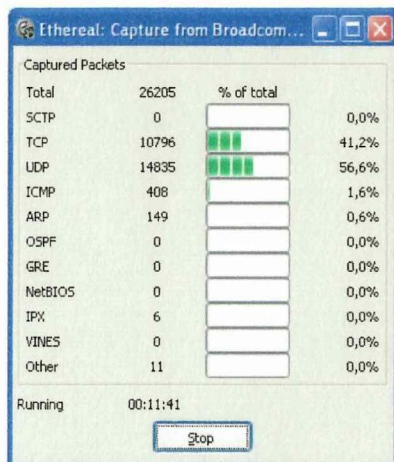 Ethereal: Capture from Broadcom...
Captured Packets
Total 26205 % of total
SCTP 0 0,0%
TCP 10796 41,2%
UDP 14835 56,6%
ICMP 408 1,6%
ARP 149 0,6%
OSPF 0 0,0%
GRE 0 0,0%
NetBIOS 0 0,0%
IPX 6 0,0%
VINES 0 0,0%
Other 11 0,0%
Running 00:11:41
Stop